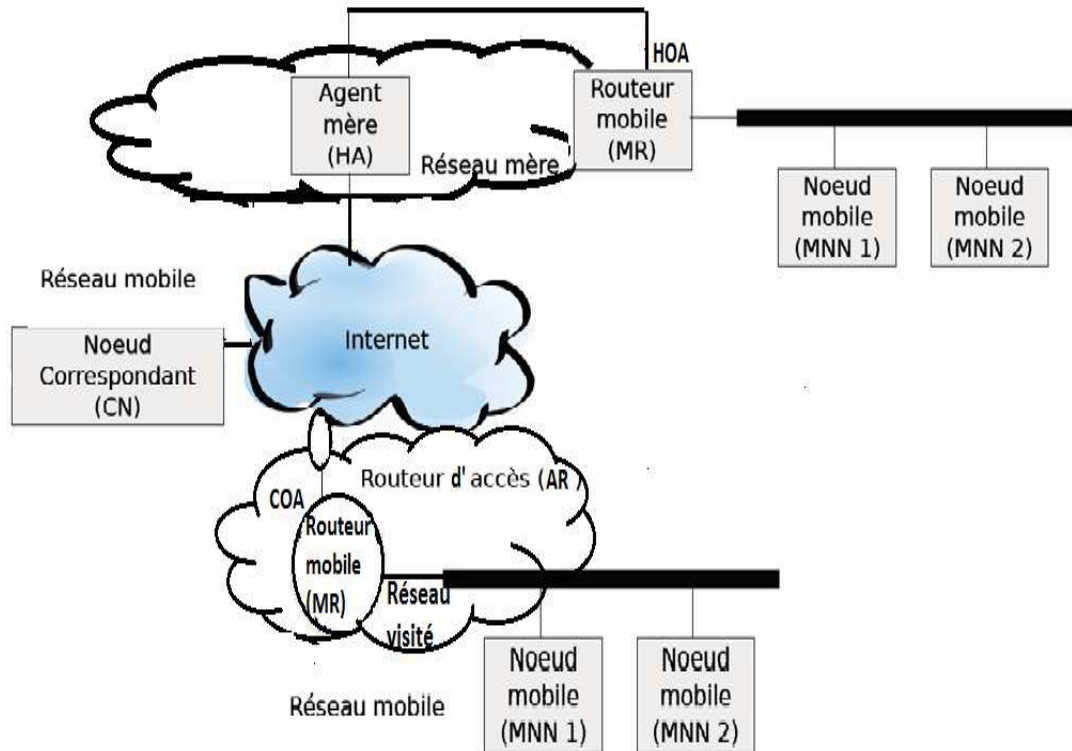 HOA
Agent
mère
(HA)
Routeur
mobile
(MR)
Réseau mère
Noeud
mobile
(MNN 1)
Noeud
mobile
(MNN 2)
Réseau mobile
Internet
Noeud
Correspondant
(CN)
Routeur d'accès (AR )
COA
Routeur
mobile
(MR)
Réseau
visité
Noeud
mobile
(MNN 1)
Noeud
mobile
(MNN 2)
Réseau mobile